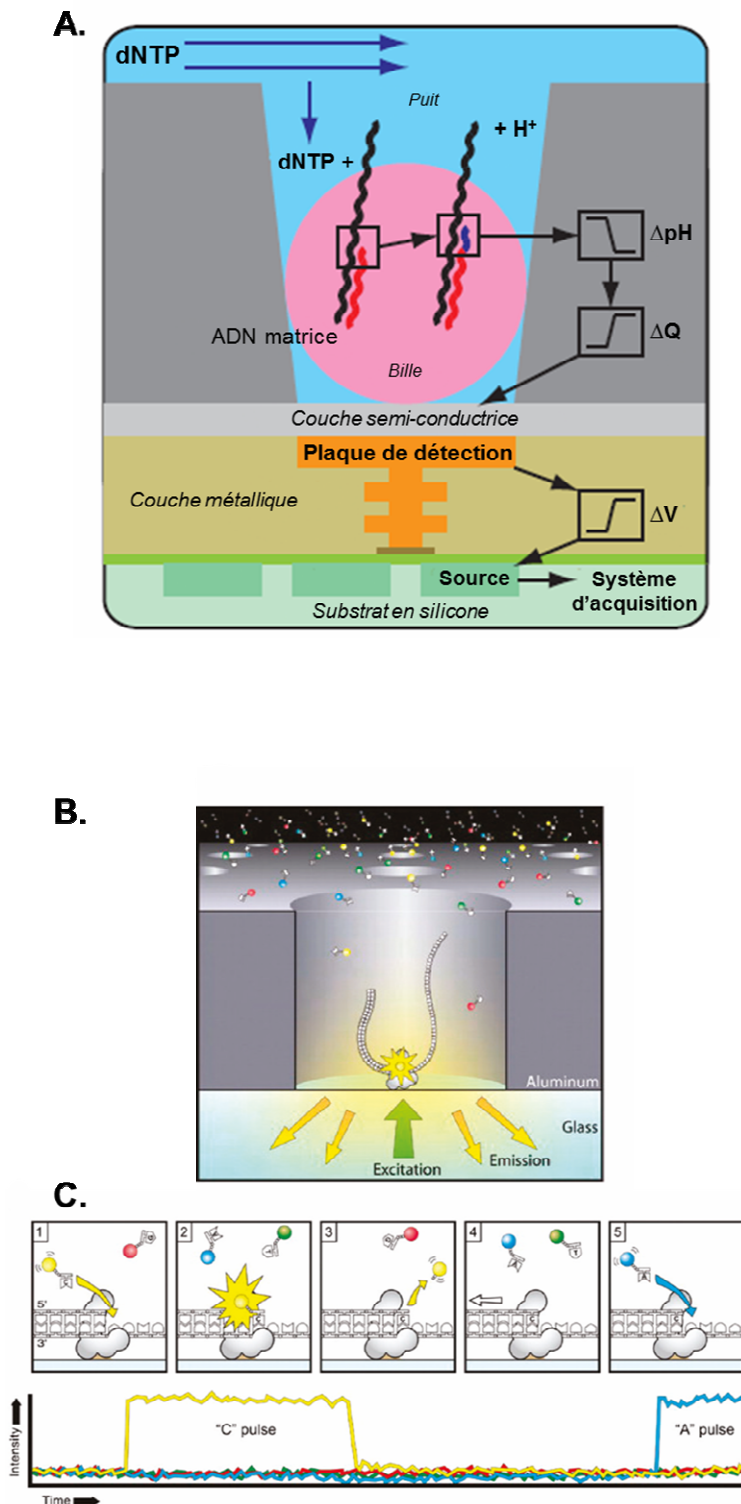 A.
dNTP
Puit
+ H⁺
dNTP +
ΔpH
ADN matrice
ΔQ
Bille
Couche semi-conductrice
Plaque de détection
Couche métallique
ΔV
Source
Système
d'acquisition
Substrat en silicone
B.
Aluminum
Glass
Emission
Excitation
C.
1
2
3
4
5
C
G
A
T
C
G
C
A
T
C
A
C
5'
3'
Intensity
"C" pulse
"A" pulse
Time